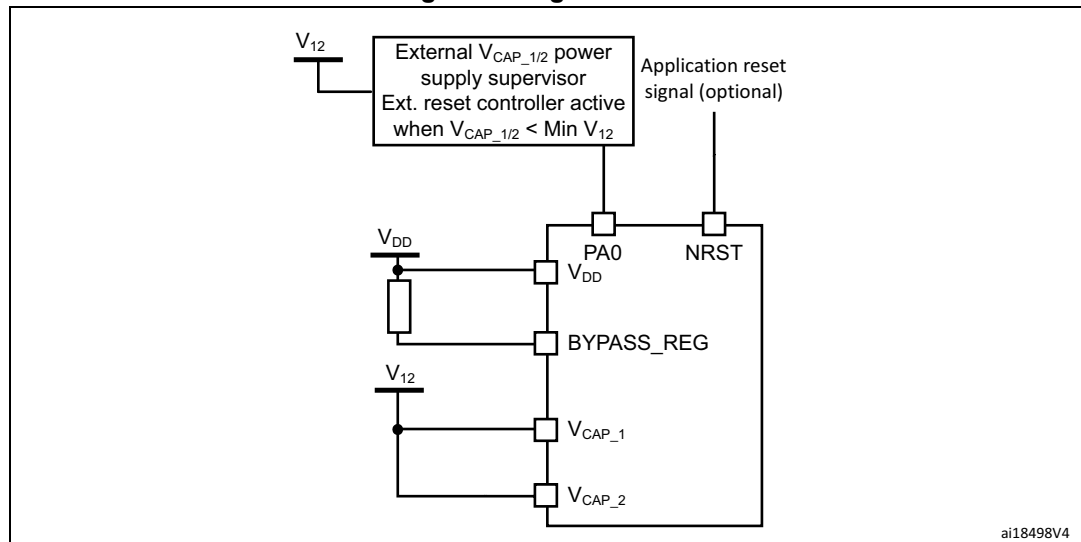 V12
External VCAP_1/2 power
supply supervisor
Ext. reset controller active
when VCAP_1/2 < Min V12
Application reset
signal (optional)
PA0
NRST
VDD
VDD
BYPASS_REG
V12
VCAP_1
VCAP_2
ai18498V4